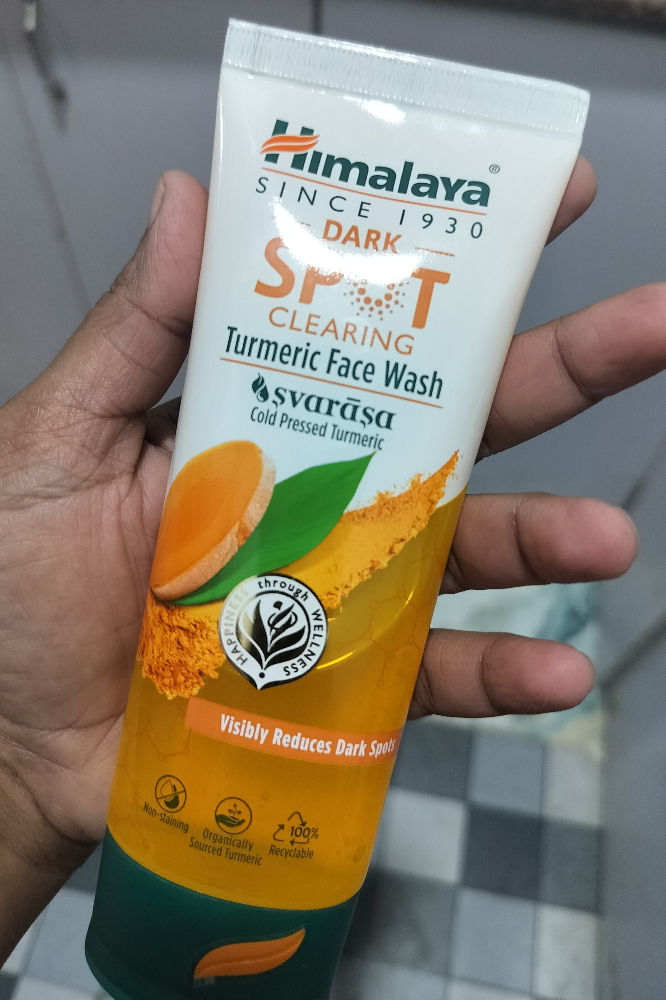 Himalaya®
SINCE 1930
DARK
SPOT
CLEARING
Turmeric Face Wash
svarāsa
Cold Pressed Turmeric
HAPPINESS through WELLNESS
Visibly Reduces Dark Spots
Non-staining
Organically
Sourced Turmeric
100%
Recyclable